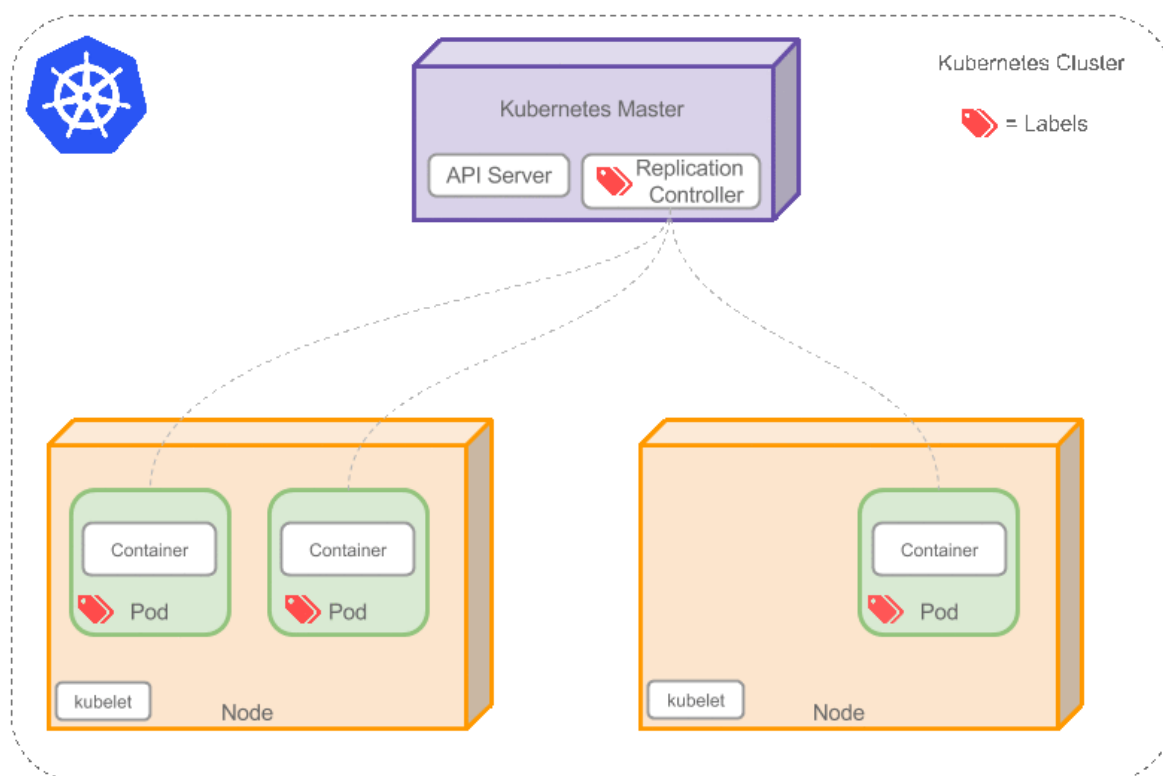 Kubernetes Cluster
= Labels
Kubernetes Master
API Server
Replication
Controller
Container
Pod
Container
Pod
kubelet
Node
Container
Pod
kubelet
Node